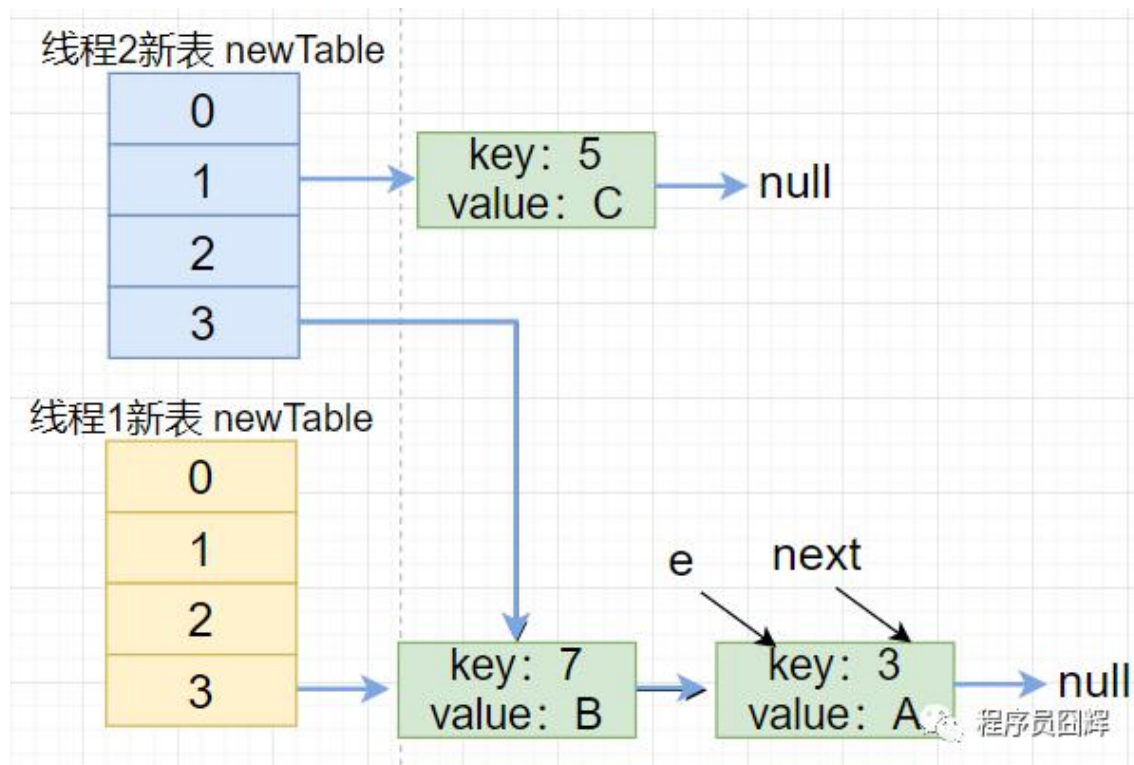 线程2新表 newTable
0
1
2
3
key: 5
value: C
null
线程1新表 newTable
0
1
2
3
e
next
key: 7
value: B
key: 3
value: A
null
程序员囧辉